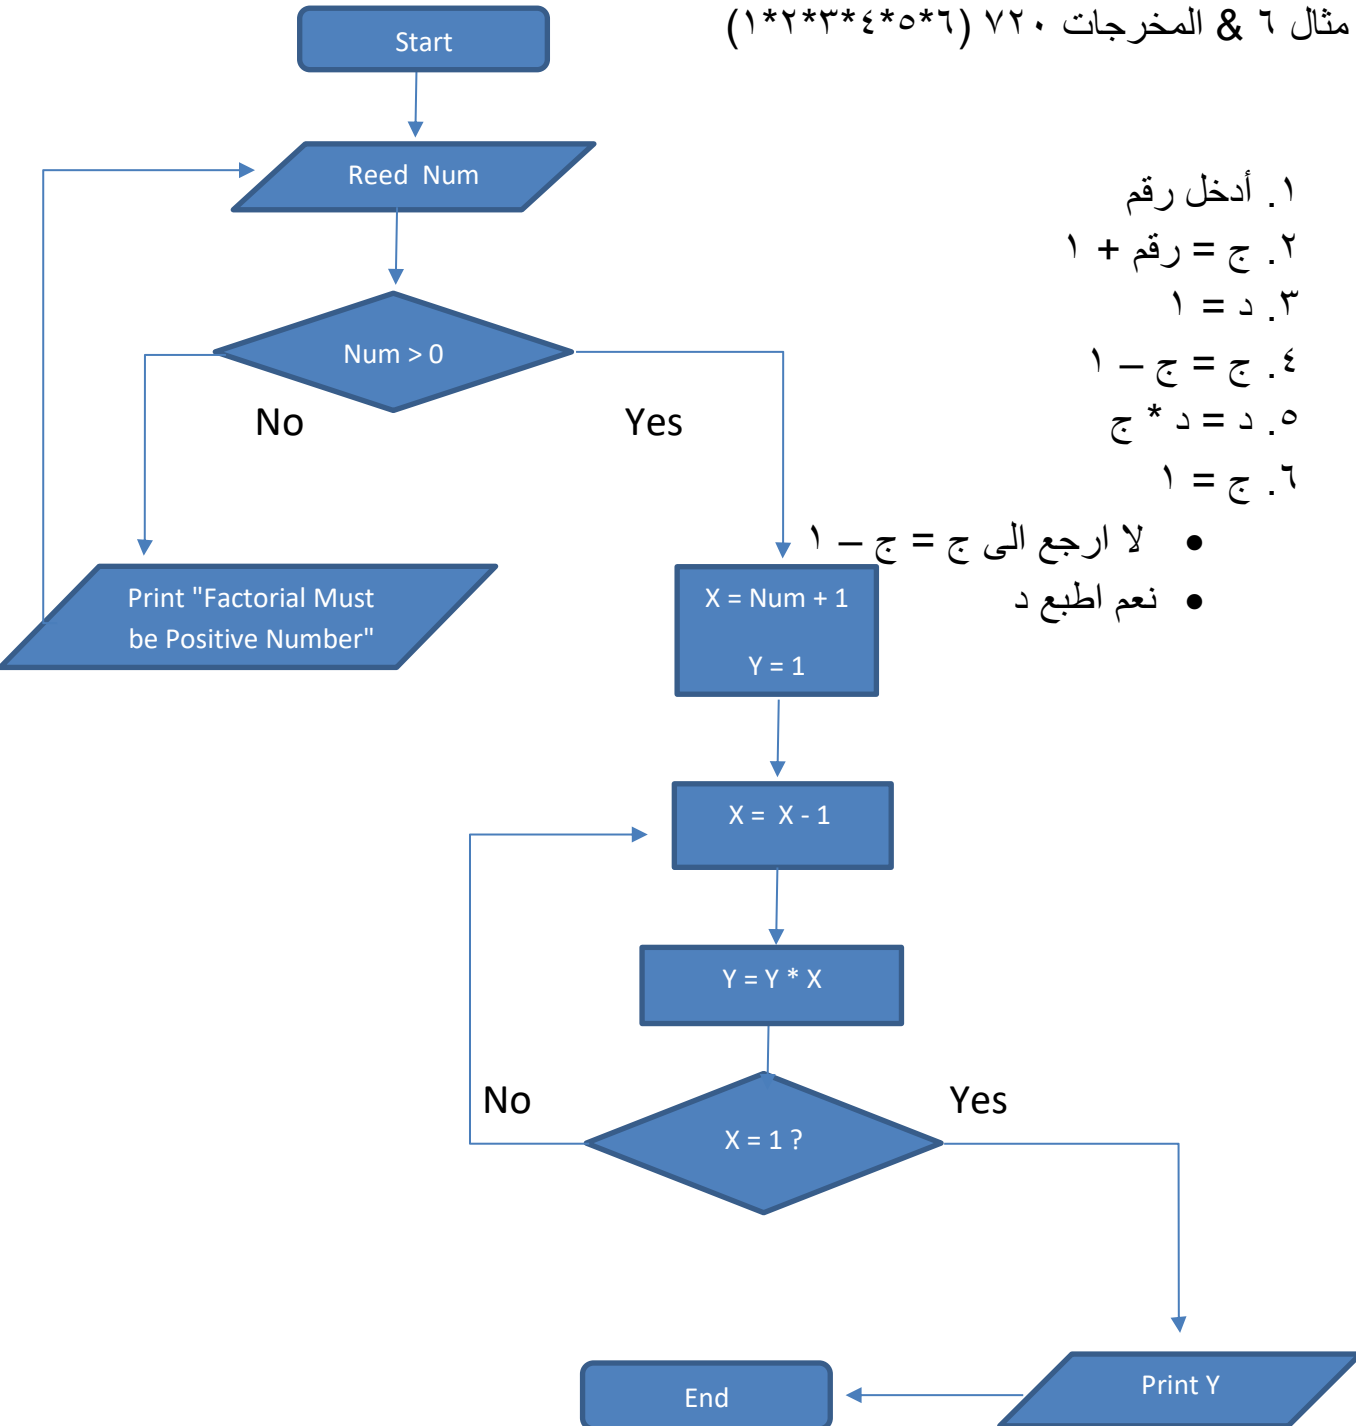 مثال ٦ & المخرجات ٧٢٠ (٦*٥*٤*٣*٢*١)
Start
Reed Num
١. أدخل رقم
٢. ج = رقم + ١
٣. د = ١
Num > 0
٤. ج = ج – ١
No
Yes
٥. د = د * ج
٦. ج = ١
• لا ارجع الى ج = ج – ١
• نعم اطبع د
Print "Factorial Must
be Positive Number"
X = Num + 1
Y = 1
X = X - 1
Y = Y * X
No
Yes
X = 1 ?
Print Y
End